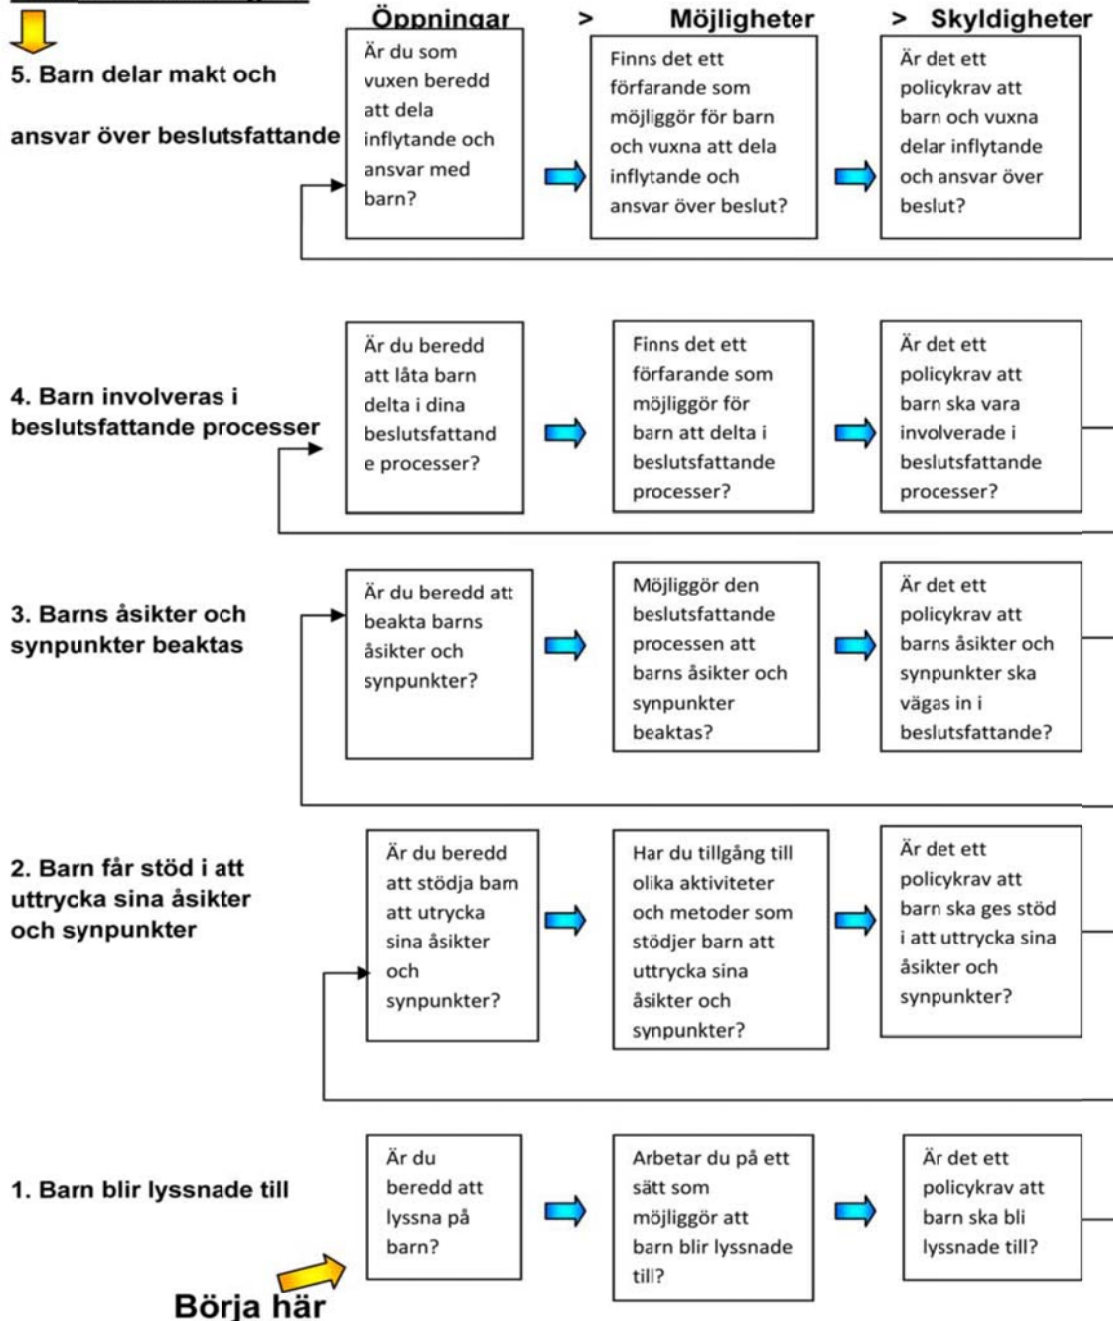 Öppningar > Möjligheter > Skyldigheter
5. Barn delar makt och
ansvar över beslutsfattande
Är du som
vuxen beredd
att dela
inflytande och
ansvar med
barn?
Finns det ett
förfarande som
möjliggör för barn
och vuxna att dela
inflytande och
ansvar över beslut?
Är det ett
policykrav att
barn och vuxna
delar inflytande
och ansvar över
beslut?
4. Barn involveras i
beslutsfattande processer
Är du beredd
att låta barn
delta i dina
beslutsfattand
e processer?
Finns det ett
förfarande som
möjliggör för
barn att delta i
beslutsfattande
processer?
Är det ett
policykrav att
barn ska vara
involverade i
beslutsfattande
processer?
3. Barns åsikter och
synpunkter beaktas
Är du beredd att
beakta barns
åsikter och
synpunkter?
Möjliggör den
beslutsfattande
processen att
barns åsikter och
synpunkter
beaktas?
Är det ett
policykrav att
barns åsikter och
synpunkter ska
vägas in i
beslutsfattande?
2. Barn får stöd i att
uttrycka sina åsikter
och synpunkter
Är du beredd
att stödja barn
att utrycka
sina åsikter
och
synpunkter?
Har du tillgång till
olika aktiviteter
och metoder som
stödjer barn att
uttrycka sina
åsikter och
synpunkter?
Är det ett
policykrav att
barn ska ges stöd
i att uttrycka sina
åsikter och
synpunkter?
1. Barn blir lyssnade till
Är du
beredd att
lyssna på
barn?
Arbetar du på ett
sätt som
möjliggör att
barn blir lyssnade
till?
Är det ett
policykrav att
barn ska bli
lyssnade till?
Börja här